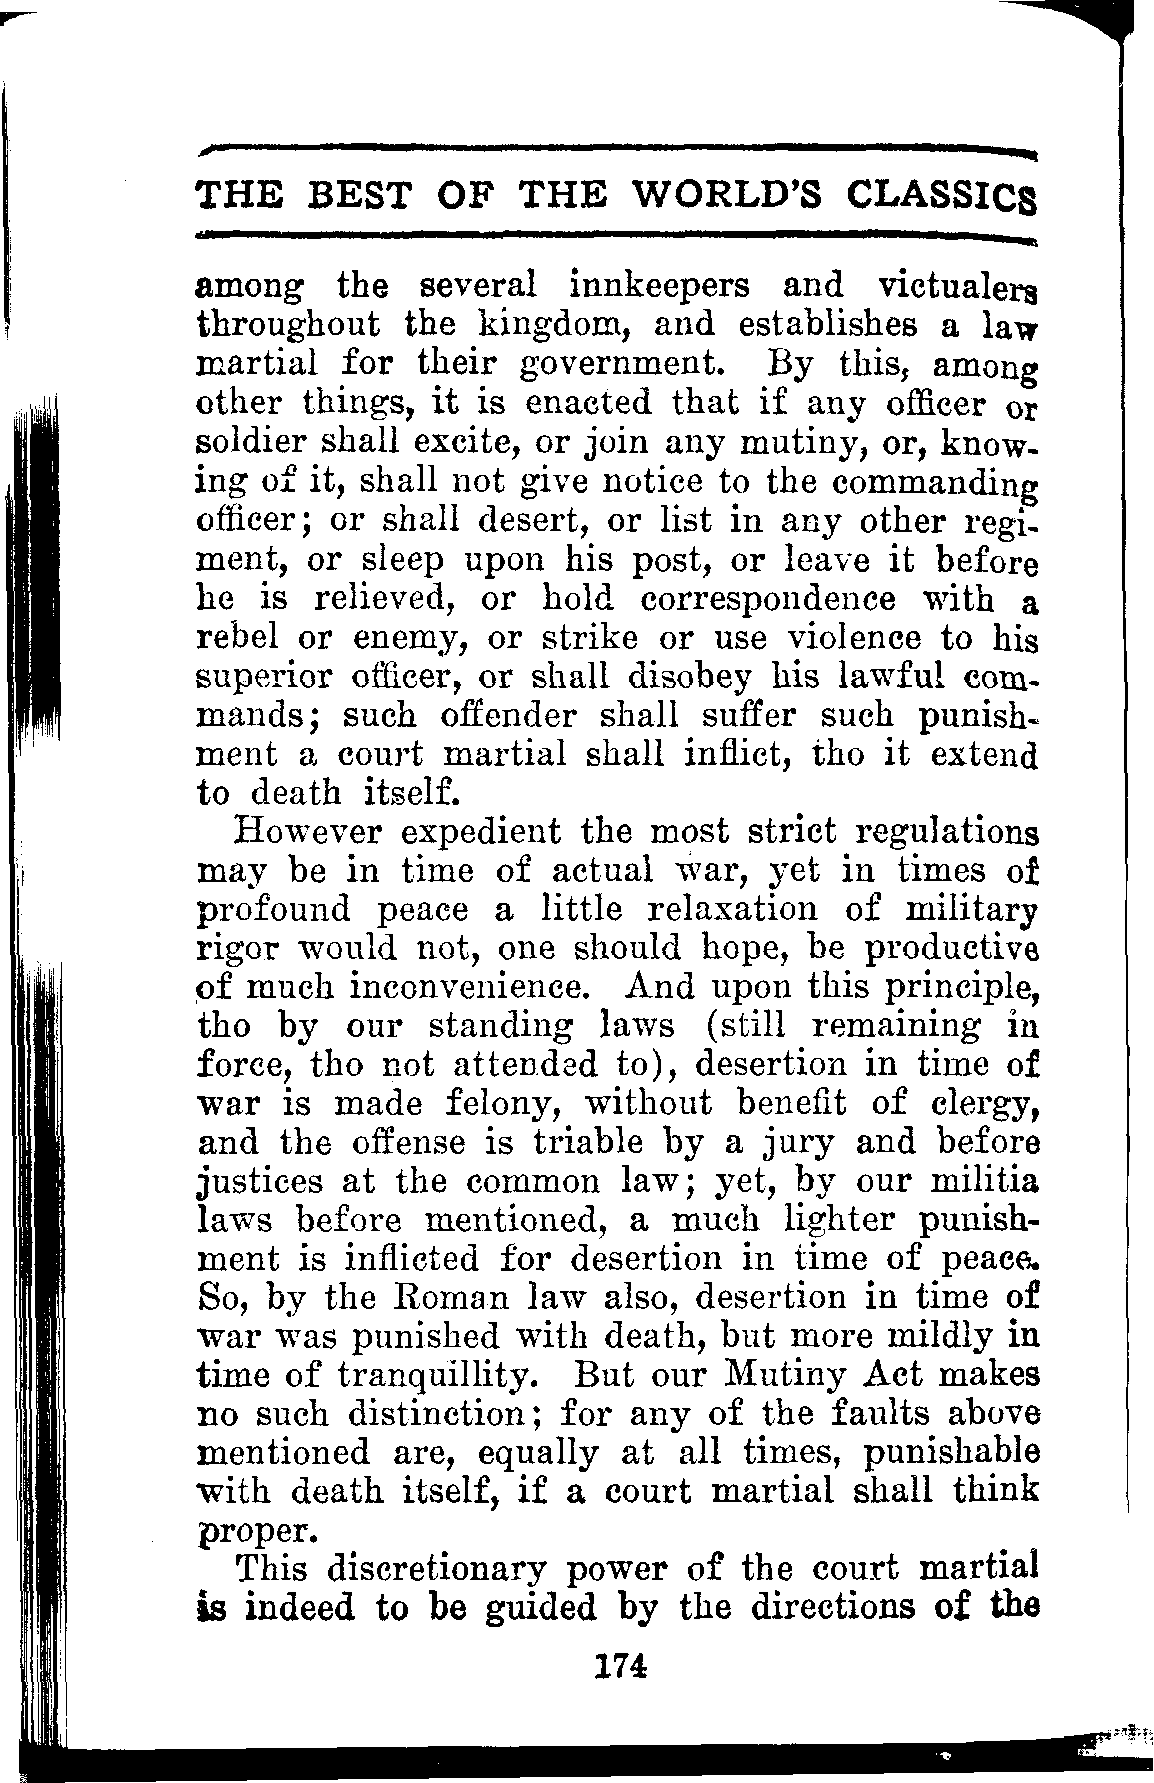 THE BEST OF THE WORLD'S CLASSICS
among the several innkeepers and victualers
throughout the kingdom, and establishes a law
martial for their government. By this, among
other things, it is enacted that if any officer or
soldier shall excite, or join any mutiny, or, know-
ing of it, shall not give notice to the commanding
officer; or shall desert, or list in any other regi-
ment, or sleep upon his post, or leave it before
he is relieved, or hold correspondence with a
rebel or enemy, or strike or use violence to his
superior officer, or shall disobey his lawful com-
mands; such offender shall suffer such punish-
ment a court martial shall inflict, tho it extend
to death itself.
However expedient the most strict regulations
may be in time of actual war, yet in times of
profound peace a little relaxation of military
rigor would not, one should hope, be productive
of much inconvenience. And upon this principle,
tho by our standing laws (still remaining in
force, tho not attended to), desertion in time of
war is made felony, without benefit of clergy,
and the offense is triable by a jury and before
justices at the common law; yet, by our militia
laws before mentioned, a much lighter punish-
ment is inflicted for desertion in time of peace.
So, by the Roman law also, desertion in time of
war was punished with death, but more mildly in
time of tranquillity. But our Mutiny Act makes
no such distinction; for any of the faults above
mentioned are, equally at all times, punishable
with death itself, if a court martial shall think
proper.
This discretionary power of the court martial
is indeed to be guided by the directions of the
174